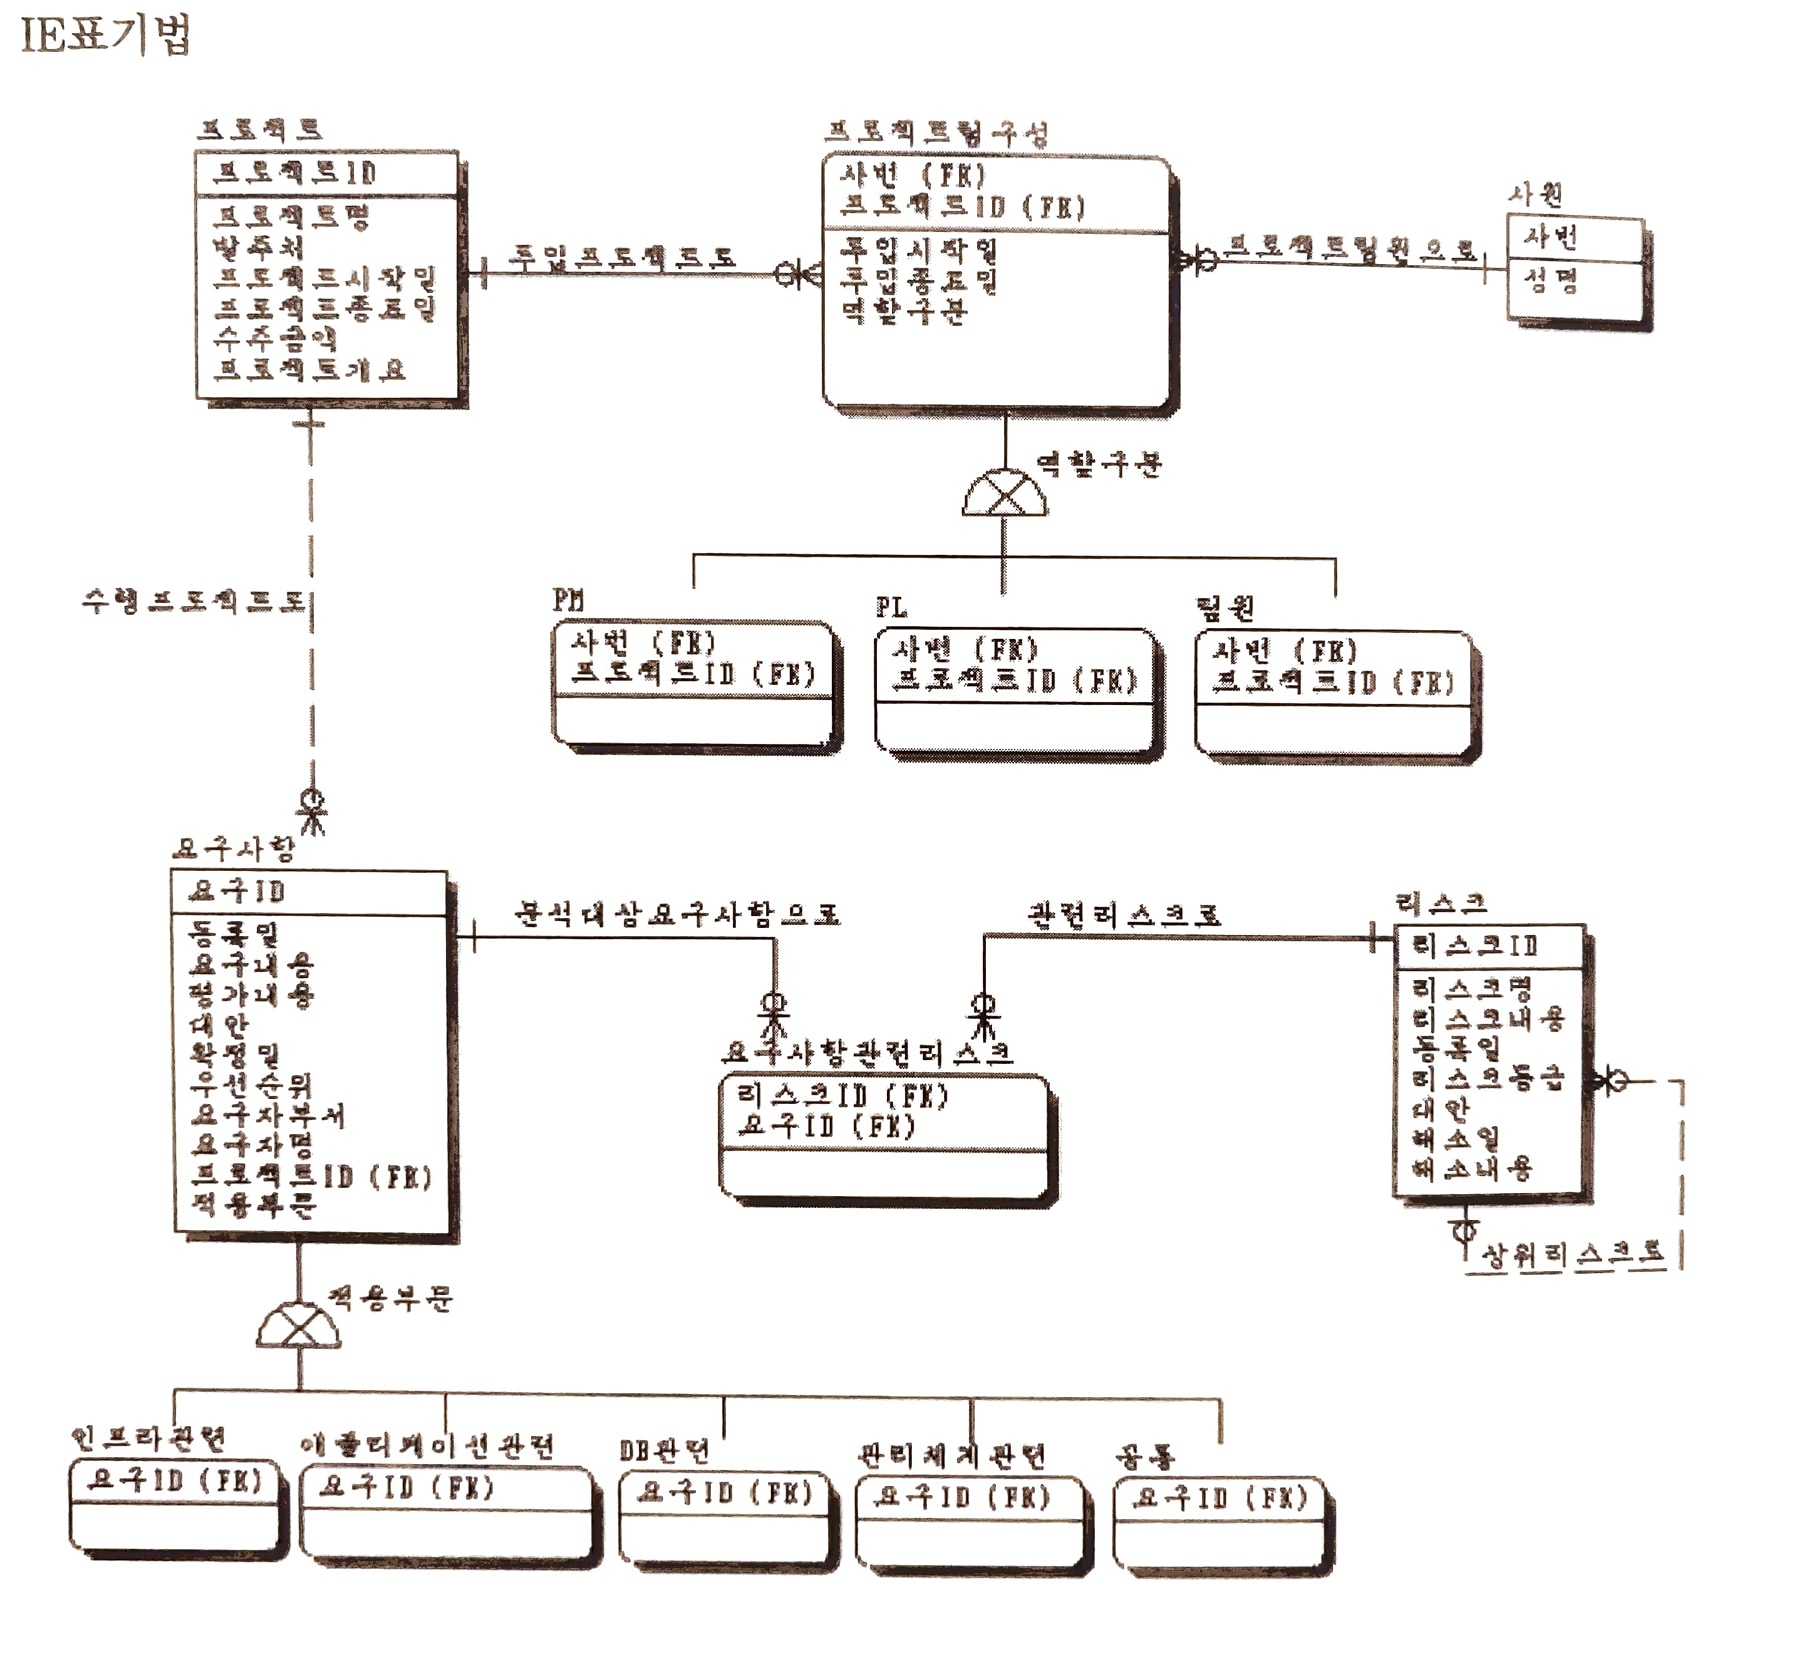 IE표기법
프로젝트
프로젝트ID
프로젝트명
발주처
프로젝트시작일
프로젝트종료일
수주금액
프로젝트개요
투입프로젝트로
프로젝트팀구성
사번 (FK)
프로젝트ID (FK)
투입시작일
투입종료일
역할구분
프로젝트팀원으로
사원
사번
성명
역할구분
수행프로젝트로
PM
사번 (FK)
프로젝트ID (FK)
PL
사번 (FK)
프로젝트ID (FK)
팀원
사번 (FK)
프로젝트ID (FK)
요구사항
요구ID
등록일
요구내용
평가내용
대안
확정일
우선순위
요구자부서
요구자명
프로젝트ID (FK)
적용부문
분석대상요구사항으로
관련리스크로
요구사항관련리스크
리스크ID (FK)
요구ID (FK)
리스크
리스크ID
리스크명
리스크내용
등록일
리스크등급
대안
해소일
해소내용
상위리스크로
적용부문
인프라관련
요구ID (FK)
애플리케이션관련
요구ID (FK)
DB관련
요구ID (FK)
관리체계관련
요구ID (FK)
공통
요구ID (FK)